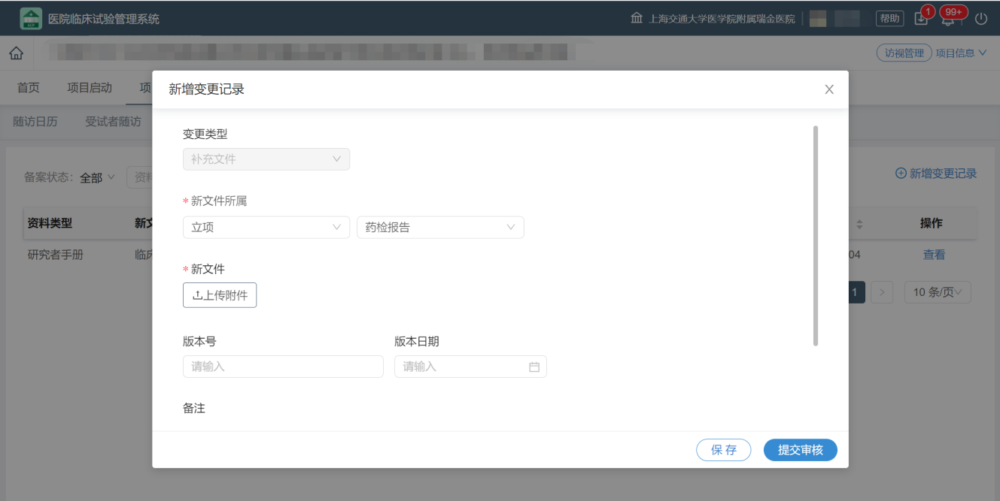 医院临床试验管理系统
上海交通大学医学院附属瑞金医院 帮助 1 99+
访视管理 项目信息
首页 项目启动 项
随访日历 受试者随访
新增变更记录
变更类型
补充文件
备案状态: 全部 资料
新增变更记录
* 新文件所属
立项 药检报告
资料类型 新文 操作
研究者手册 临床 04 查看
* 新文件
上传附件
1 10 条/页
版本号 版本日期
请输入 请输入
备注
保 存 提交审核